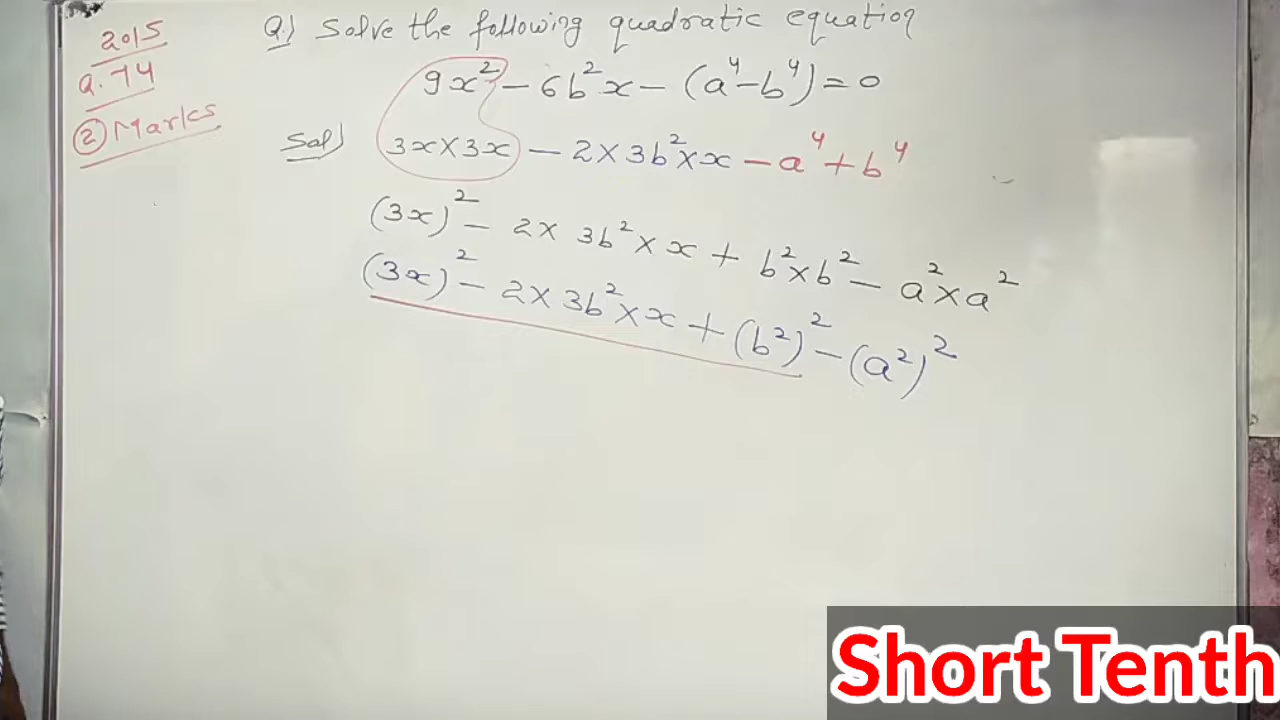 2015
Q.74
② Marks
Q.) Solve the following quadratic equation
9x² - 6b²x - (a⁴-b⁴) = 0
Sol) 3x×3x - 2×3b²×x - a⁴ + b⁴
(3x)² - 2× 3b²×x + b²×b² - a²×a²
(3x)² - 2×3b²×x + (b²)² - (a²)²
Short Tenth